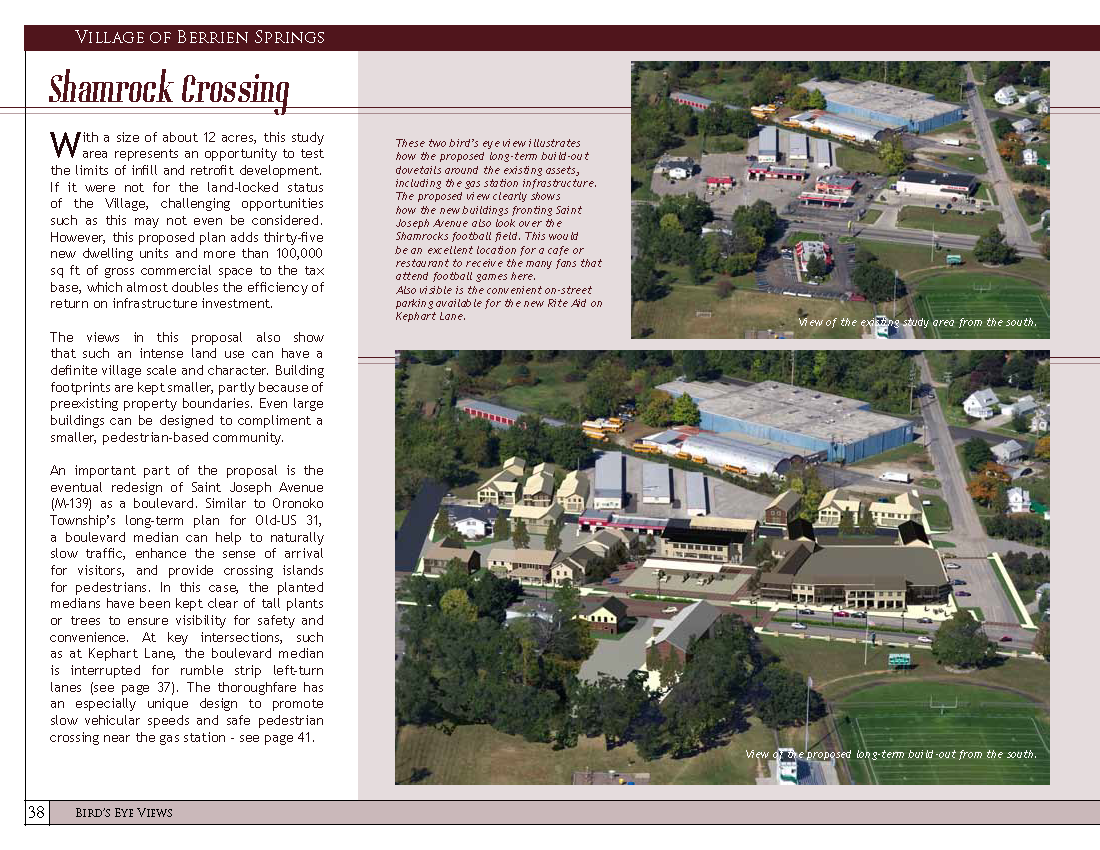 Village of Berrien Springs
Shamrock Crossing
With a size of about 12 acres, this study
area represents an opportunity to test
the limits of infill and retrofit development.
If it were not for the land-locked status
of the Village, challenging opportunities
such as this may not even be considered.
However, this proposed plan adds thirty-five
new dwelling units and more than 100,000
sq ft of gross commercial space to the tax
base, which almost doubles the efficiency of
return on infrastructure investment.
The views in this proposal also show
that such an intense land use can have a
definite village scale and character. Building
footprints are kept smaller, partly because of
preexisting property boundaries. Even large
buildings can be designed to compliment a
smaller, pedestrian-based community.
An important part of the proposal is the
eventual redesign of Saint Joseph Avenue
(M-139) as a boulevard. Similar to Oronoko
Township's long-term plan for Old-US 31,
a boulevard median can help to naturally
slow traffic, enhance the sense of arrival
for visitors, and provide crossing islands
for pedestrians. In this case, the planted
medians have been kept clear of tall plants
or trees to ensure visibility for safety and
convenience. At key intersections, such
as at Kephart Lane, the boulevard median
is interrupted for rumble strip left-turn
lanes (see page 37). The thoroughfare has
an especially unique design to promote
slow vehicular speeds and safe pedestrian
crossing near the gas station - see page 41.
These two bird's eye view illustrates
how the proposed long-term build-out
dovetails around the existing assets,
including the gas station infrastructure.
The proposed view clearly shows
how the new buildings fronting Saint
Joseph Avenue also look over the
Shamrocks football field. This would
be an excellent location for a cafe or
restaurant to receive the many fans that
attend football games here.
Also visible is the convenient on-street
parking available for the new Rite Aid on
Kephart Lane.
View of the existing study area from the south.
View of the proposed long-term build-out from the south.
38
Bird's Eye Views